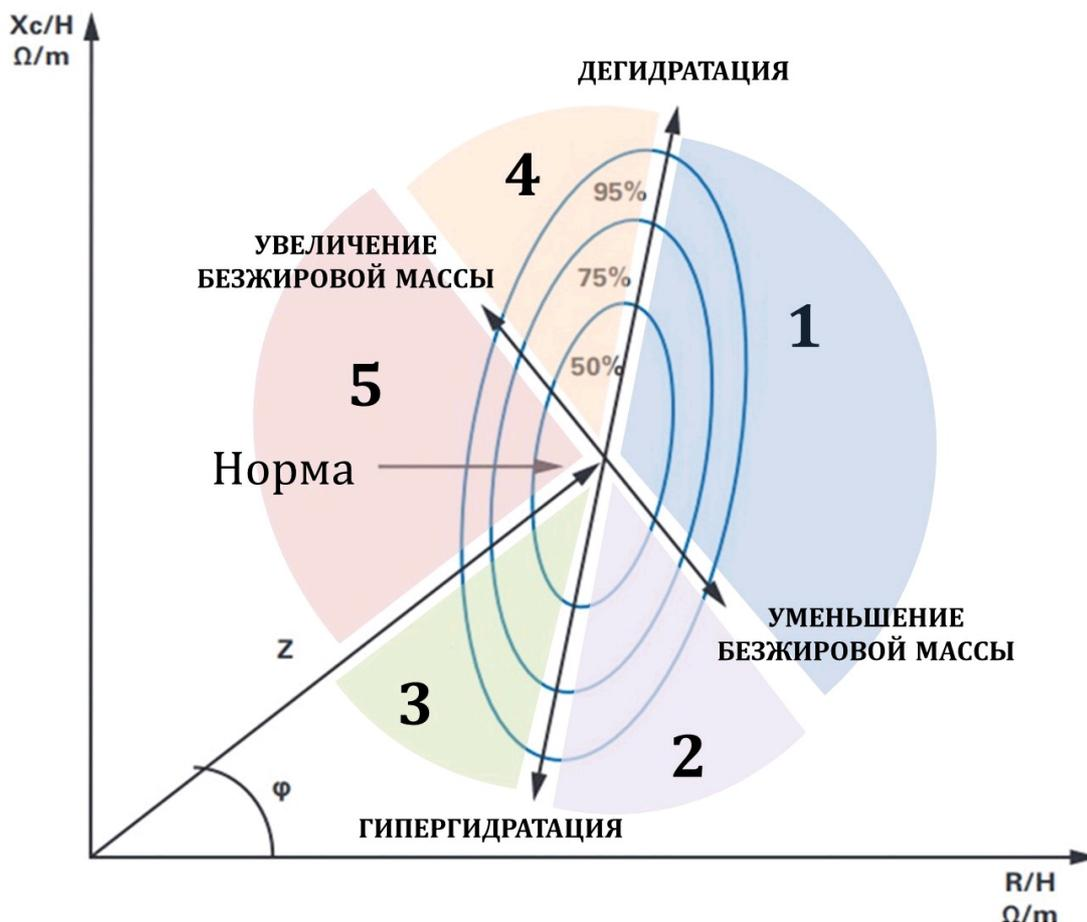 Xc/H
Ω/m
ДЕГИДРАТАЦИЯ
4
95%
УВЕЛИЧЕНИЕ
БЕЗЖИРОВОЙ МАССЫ
75%
1
50%
5
Норма
УМЕНЬШЕНИЕ
БЕЗЖИРОВОЙ МАССЫ
Z
3
2
φ
ГИПЕРГИДРАТАЦИЯ
R/H
Ω/m